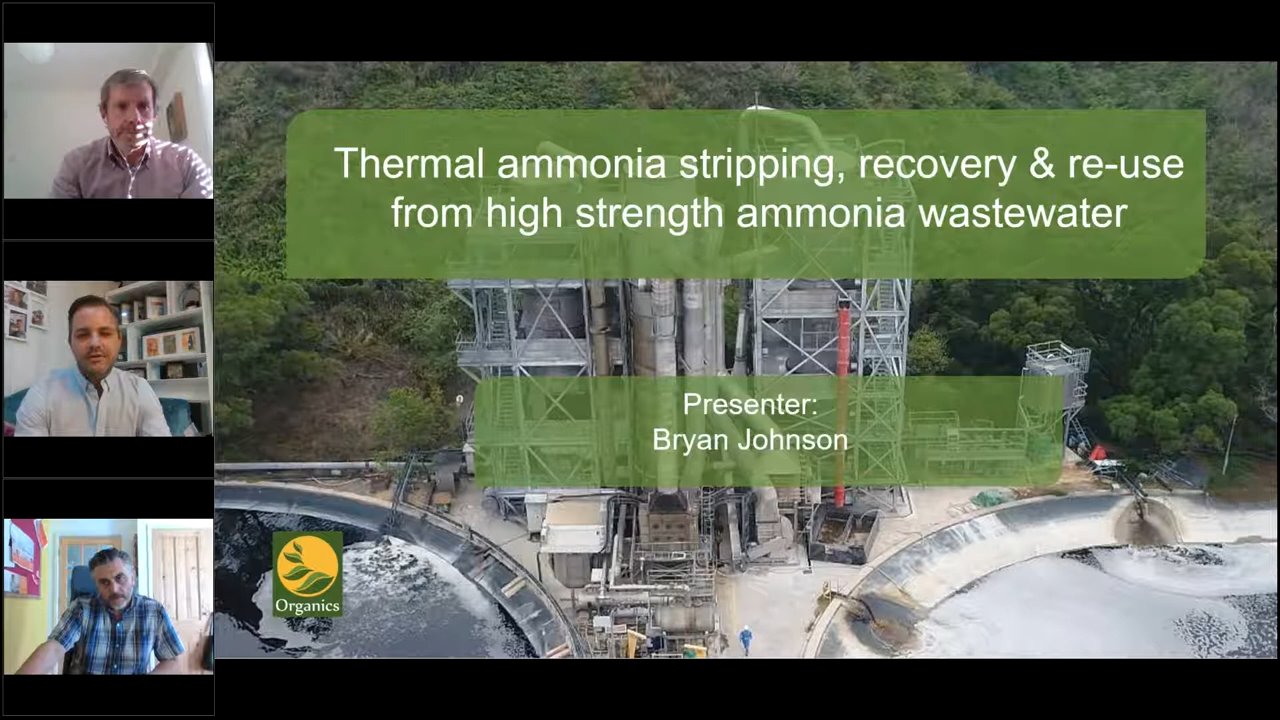 Thermal ammonia stripping, recovery & re-use
from high strength ammonia wastewater
Presenter:
Bryan Johnson
Organics